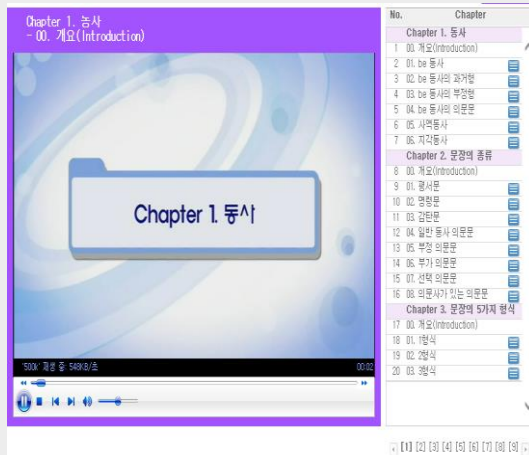 Chapter 1. 동사
- 00. 개요(Introduction)
Chapter 1. 동사
'500k' 재생 중: 548KB/초
00:02
No. Chapter
Chapter 1. 동사
1 00. 개요(Introduction)
2 01. be 동사
3 02. be 동사의 과거형
4 03. be 동사의 부정형
5 04. be 동사의 의문문
6 05. 사역동사
7 06. 지각동사
Chapter 2. 문장의 종류
8 00. 개요(Introduction)
9 01. 평서문
10 02. 명령문
11 03. 감탄문
12 04. 일반 동사 의문문
13 05. 부정 의문문
14 06. 부가 의문문
15 07. 선택 의문문
16 08. 의문사가 있는 의문문
Chapter 3. 문장의 5가지 형식
17 00. 개요(Introduction)
18 01. 1형식
19 02. 2형식
20 03. 3형식
[1] [2] [3] [4] [5] [6] [7] [8] [9]